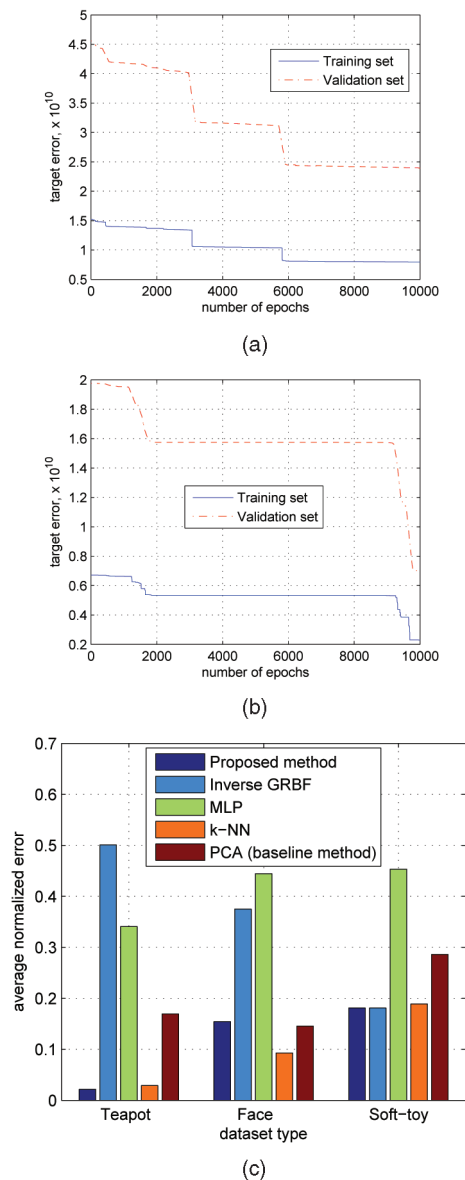 5
4.5
4
3.5
3
2.5
2
1.5
1
0.5
target error, x 10^10
Training set
Validation set
0 2000 4000 6000 8000 10000
number of epochs
(a)
2
1.8
1.6
1.4
1.2
1
0.8
0.6
0.4
0.2
target error, x 10^10
Training set
Validation set
0 2000 4000 6000 8000 10000
number of epochs
(b)
0.7
0.6
0.5
0.4
0.3
0.2
0.1
0
average normalized error
Proposed method
Inverse GRBF
MLP
k−NN
PCA (baseline method)
Teapot Face Soft−toy
dataset type
(c)